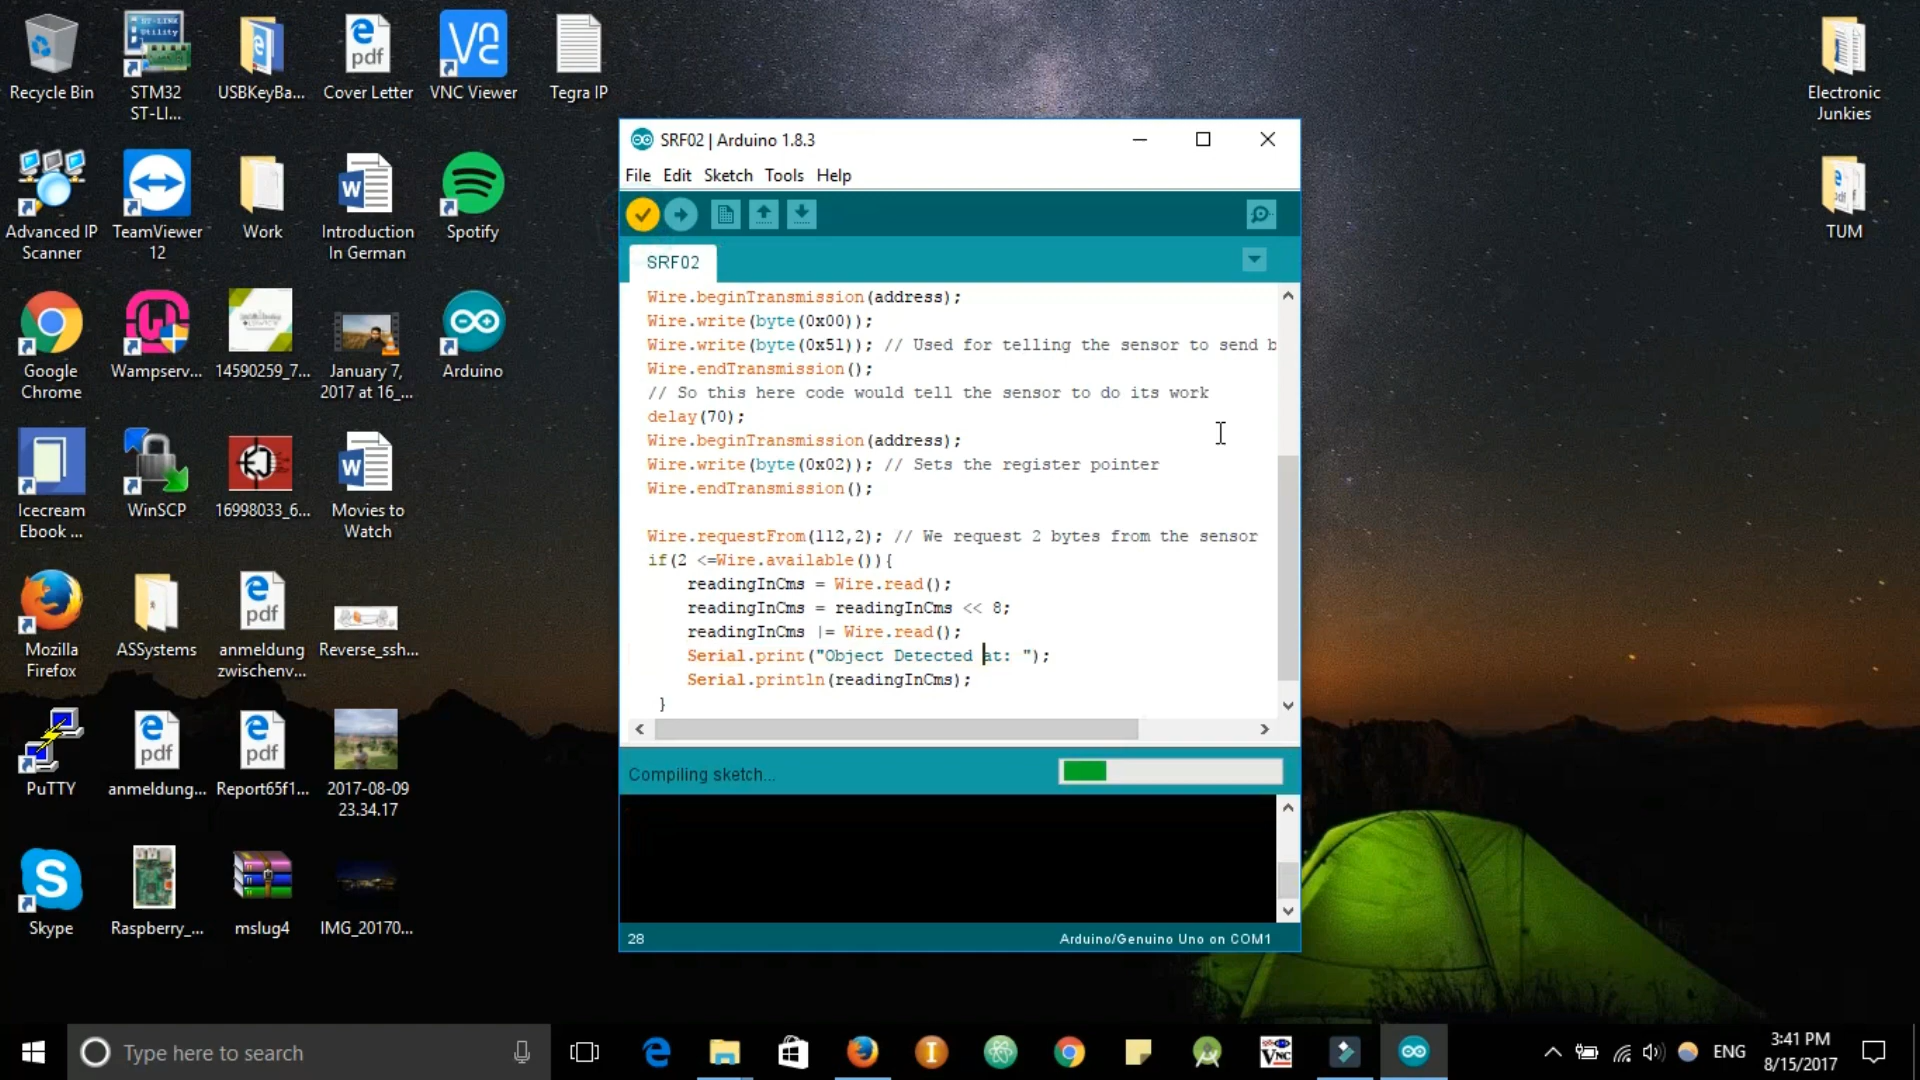 Recycle Bin
STM32
ST-LI...
USBKeyBa...
pdf
Cover Letter
VNC Viewer
Tegra IP
Electronic
Junkies
Advanced IP
Scanner
TeamViewer
12
Work
Introduction
In German
Spotify
TUM
Google
Chrome
Wampserv...
14590259_7...
January 7,
2017 at 16_...
Arduino
Icecream
Ebook ...
WinSCP
16998033_6...
Movies to
Watch
Mozilla
Firefox
ASSystems
pdf
anmeldung
zwischenv...
Reverse_ssh...
PuTTY
pdf
anmeldung...
pdf
Report65f1...
2017-08-09
23.34.17
Skype
Raspberry_...
mslug4
IMG_20170...
SRF02 | Arduino 1.8.3
File Edit Sketch Tools Help
SRF02
Wire.beginTransmission(address);
Wire.write(byte(0x00));
Wire.write(byte(0x51)); // Used for telling the sensor to send b
Wire.endTransmission();
// So this here code would tell the sensor to do its work
delay(70);
Wire.beginTransmission(address);
Wire.write(byte(0x02)); // Sets the register pointer
Wire.endTransmission();
Wire.requestFrom(112,2); // We request 2 bytes from the sensor
if(2 <=Wire.available()){
readingInCms = Wire.read();
readingInCms = readingInCms << 8;
readingInCms |= Wire.read();
Serial.print("Object Detected at: ");
Serial.println(readingInCms);
}
Compiling sketch...
28
Arduino/Genuino Uno on COM1
Type here to search
ENG
3:41 PM
8/15/2017